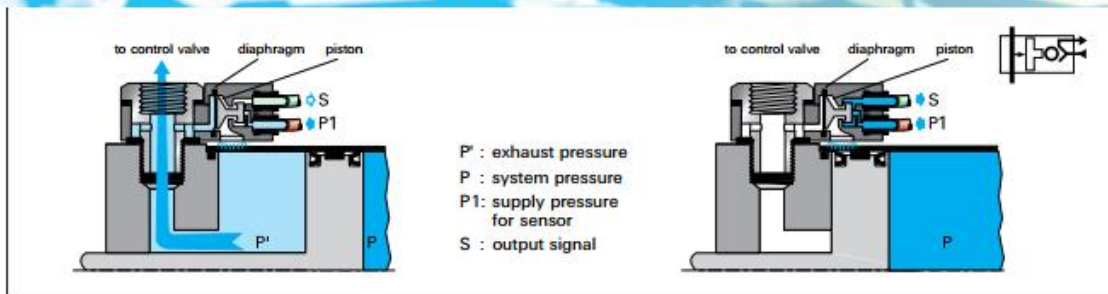 to control valve diaphragm piston
S
P1
P'
P
P' : exhaust pressure
P : system pressure
P1: supply pressure
for sensor
S : output signal
to control valve diaphragm piston
S
P1
P